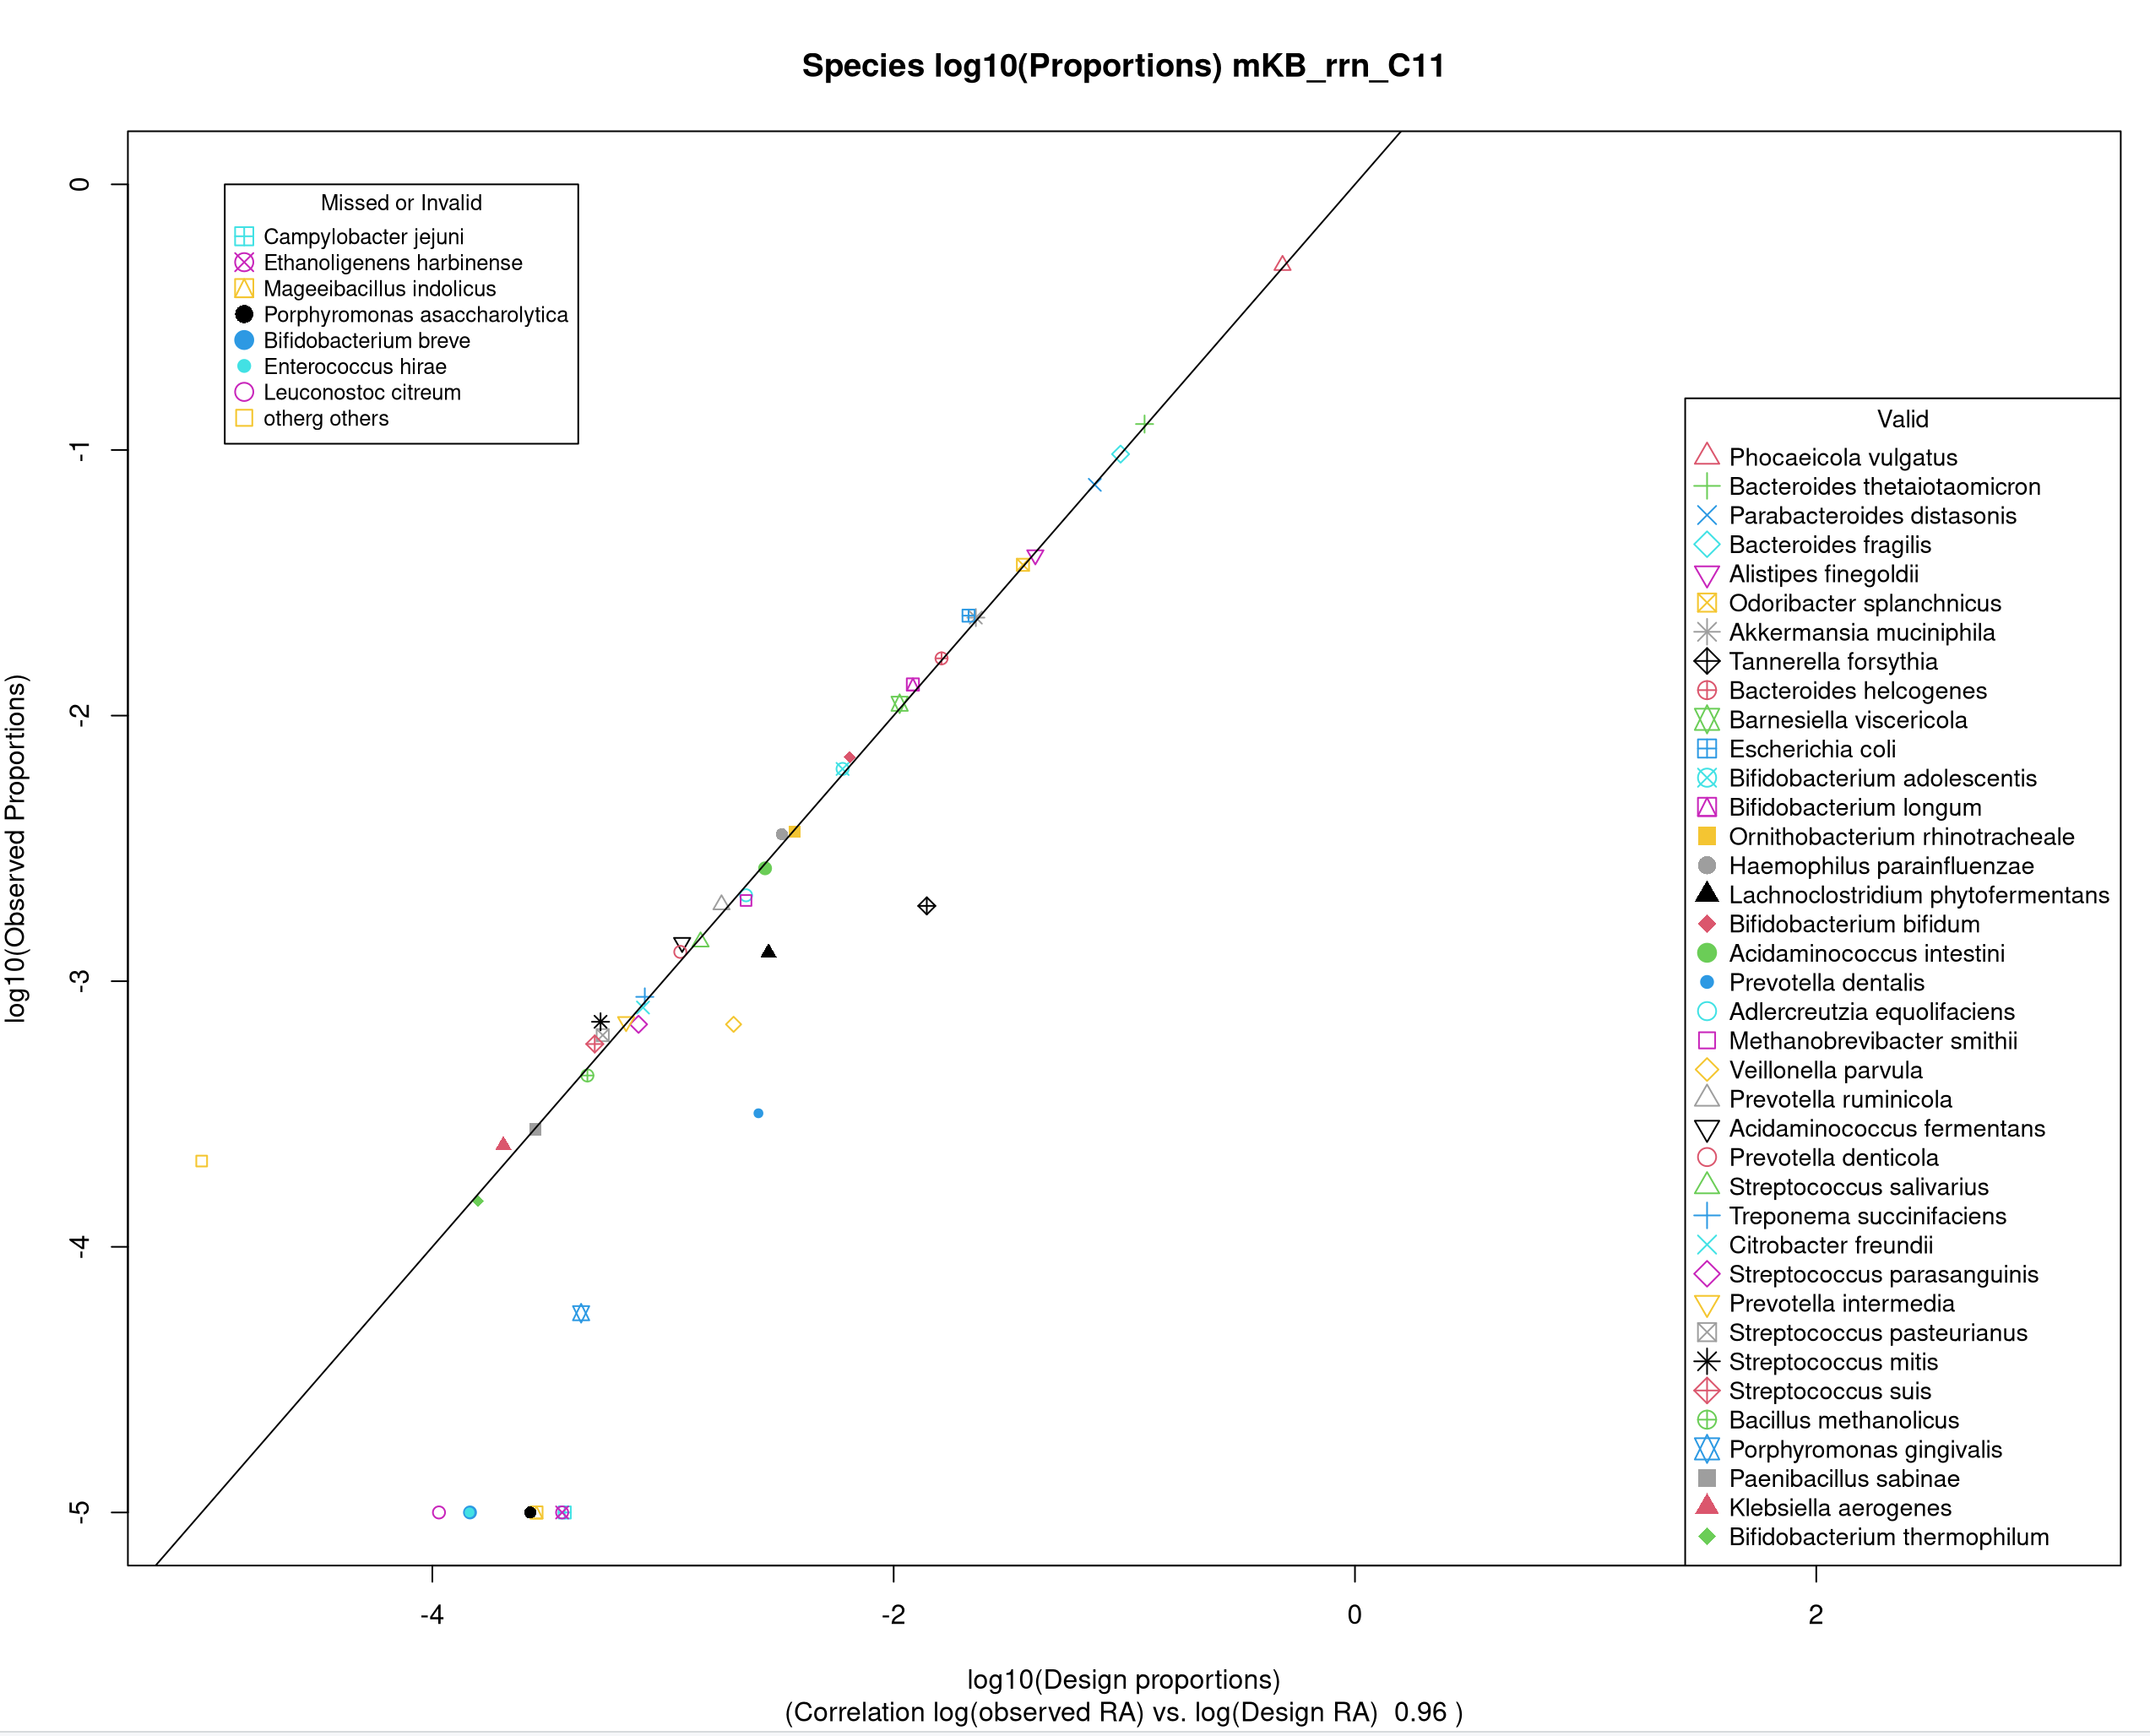 Species log10(Proportions) mKB_rrn_C11
0
-1
-2
-3
-4
-5
log10(Observed Proportions)
Missed or Invalid
Campylobacter jejuni
Ethanoligenens harbinense
Mageeibacillus indolicus
Porphyromonas asaccharolytica
Bifidobacterium breve
Enterococcus hirae
Leuconostoc citreum
otherg others
Valid
Phocaeicola vulgatus
Bacteroides thetaiotaomicron
Parabacteroides distasonis
Bacteroides fragilis
Alistipes finegoldii
Odoribacter splanchnicus
Akkermansia muciniphila
Tannerella forsythia
Bacteroides helcogenes
Barnesiella viscericola
Escherichia coli
Bifidobacterium adolescentis
Bifidobacterium longum
Ornithobacterium rhinotracheale
Haemophilus parainfluenzae
Lachnoclostridium phytofermentans
Bifidobacterium bifidum
Acidaminococcus intestini
Prevotella dentalis
Adlercreutzia equolifaciens
Methanobrevibacter smithii
Veillonella parvula
Prevotella ruminicola
Acidaminococcus fermentans
Prevotella denticola
Streptococcus salivarius
Treponema succinifaciens
Citrobacter freundii
Streptococcus parasanguinis
Prevotella intermedia
Streptococcus pasteurianus
Streptococcus mitis
Streptococcus suis
Bacillus methanolicus
Porphyromonas gingivalis
Paenibacillus sabinae
Klebsiella aerogenes
Bifidobacterium thermophilum
-4
-2
0
2
log10(Design proportions)
(Correlation log(observed RA) vs. log(Design RA) 0.96 )